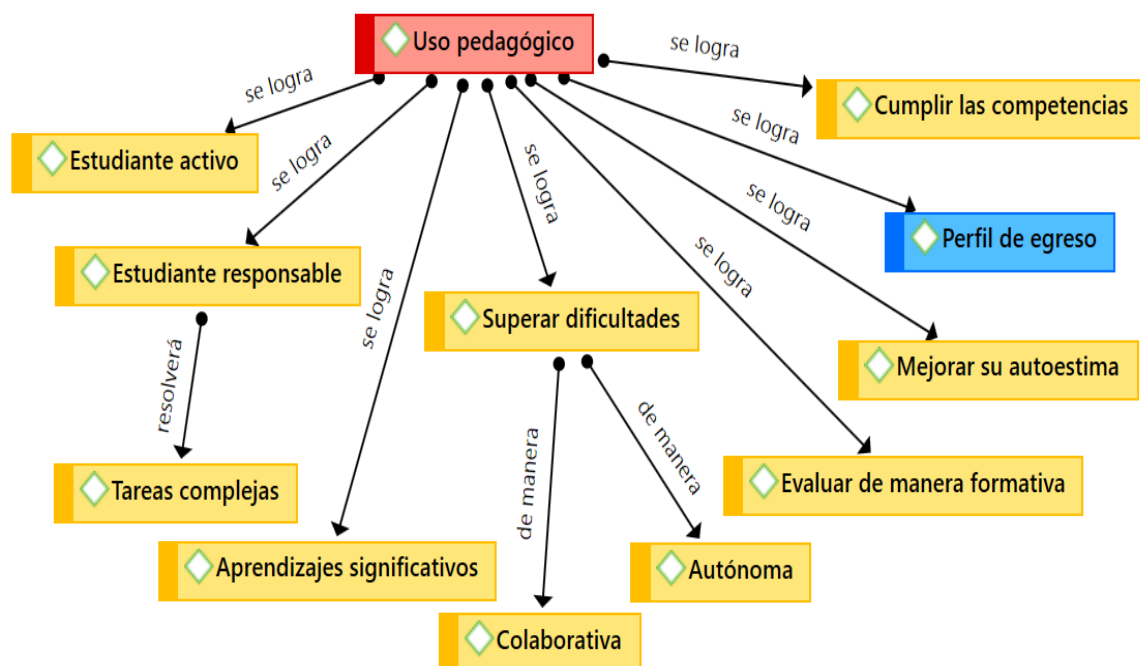 Uso pedagógico
se logra
Cumplir las competencias
se logra
Estudiante activo
se logra
Perfil de egreso
se logra
Estudiante responsable
se logra
Superar dificultades
se logra
Mejorar su autoestima
se logra
Evaluar de manera formativa
se logra
Aprendizajes significativos
resolverá
Tareas complejas
de manera
Autónoma
de manera
Colaborativa